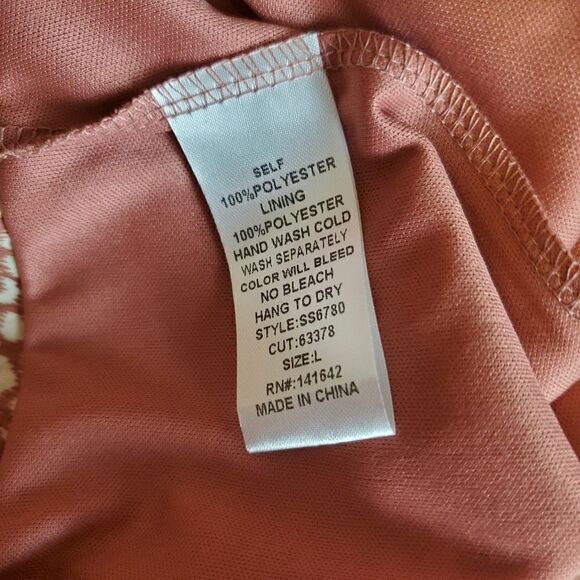 SELF
100%POLYESTER
LINING
100%POLYESTER
HAND WASH COLD
WASH SEPARATELY
COLOR WILL BLEED
NO BLEACH
HANG TO DRY
STYLE:SS6780
CUT:63378
SIZE:L
RN#:141642
MADE IN CHINA